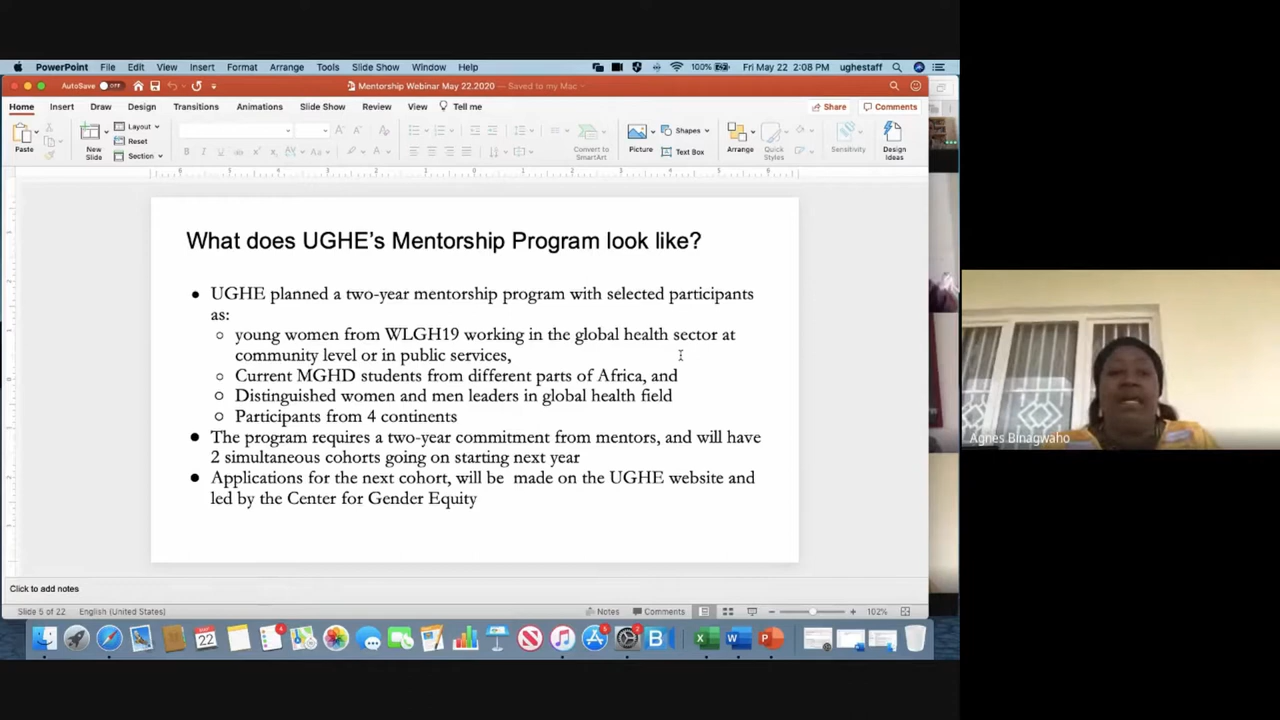 PowerPoint File Edit View Insert Format Arrange Tools Slide Show Window Help 100% Fri May 22 2:08 PM ughestaff
AutoSave OFF Mentorship Webinar May 22.2020 – Saved to my Mac
Home Insert Draw Design Transitions Animations Slide Show Review View Tell me Share Comments
Paste New Slide Layout Reset Section Convert to SmartArt Picture Shapes Text Box Arrange Quick Styles Sensitivity Design Ideas
What does UGHE's Mentorship Program look like?
● UGHE planned a two-year mentorship program with selected participants
as:
○ young women from WLGH19 working in the global health sector at
community level or in public services,
○ Current MGHD students from different parts of Africa, and
○ Distinguished women and men leaders in global health field
○ Participants from 4 continents
● The program requires a two-year commitment from mentors, and will have
2 simultaneous cohorts going on starting next year
● Applications for the next cohort, will be made on the UGHE website and
led by the Center for Gender Equity
Agnes Binagwaho
Click to add notes
Slide 5 of 22 English (United States) Notes Comments 102%